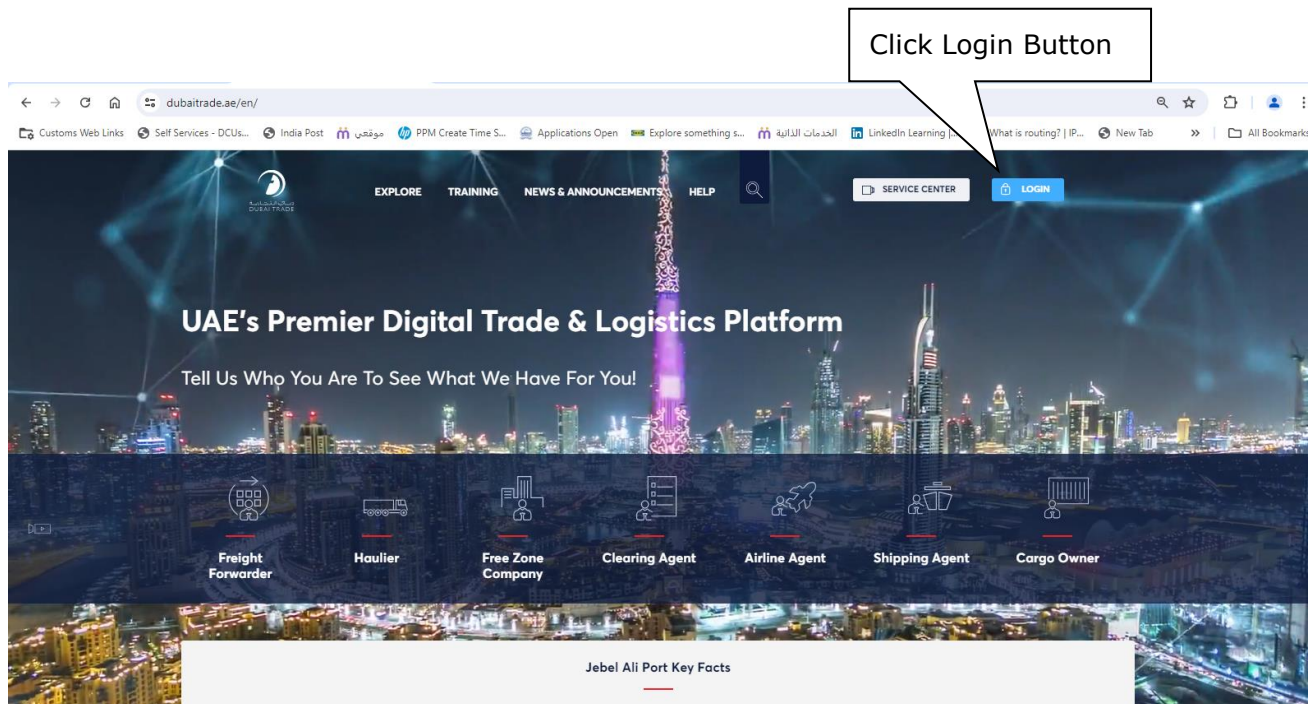 Click Login Button
dubaitrade.ae/en/
Customs Web Links
Self Services - DCUs...
India Post
موقعي
PPM Create Time S...
Applications Open
Explore something s...
الخدمات الذاتية
LinkedIn Learning |...
What is routing? | IP...
New Tab
All Bookmarks
DUBAI TRADE
EXPLORE TRAINING NEWS & ANNOUNCEMENTS HELP
SERVICE CENTER
LOGIN
UAE's Premier Digital Trade & Logistics Platform
Tell Us Who You Are To See What We Have For You!
Freight
Forwarder
Haulier
Free Zone
Company
Clearing Agent
Airline Agent
Shipping Agent
Cargo Owner
Jebel Ali Port Key Facts